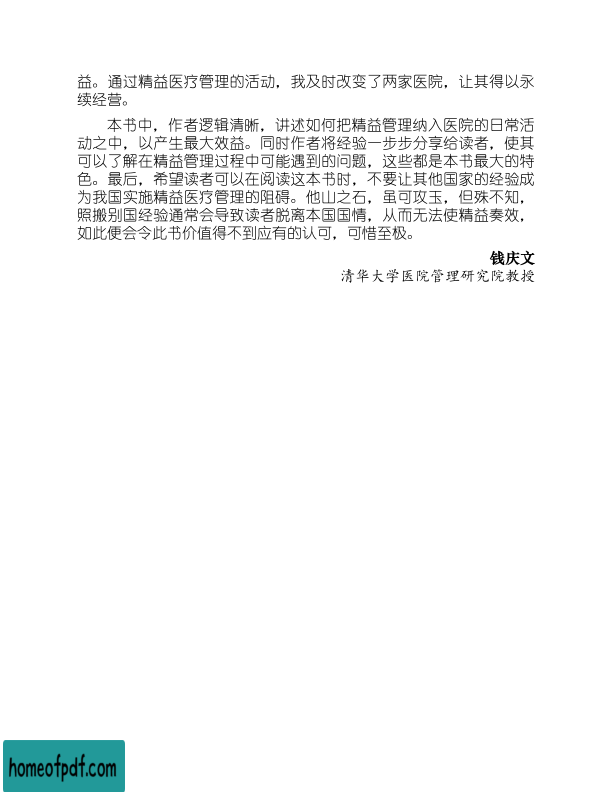 益。通过精益医疗管理的活动，我及时改变了两家医院，让其得以永
续经营。
本书中，作者逻辑清晰，讲述如何把精益管理纳入医院的日常活
动之中，以产生最大效益。同时作者将经验一步步分享给读者，使其
可以了解在精益管理过程中可能遇到的问题，这些都是本书最大的特
色。最后，希望读者可以在阅读这本书时，不要让其他国家的经验成
为我国实施精益医疗管理的阻碍。他山之石，虽可攻玉，但殊不知，
照搬别国经验通常会导致读者脱离本国国情，从而无法使精益奏效，
如此便会令此书价值得不到应有的认可，可惜至极。
钱庆文
清华大学医院管理研究院教授
homeofpdf.com